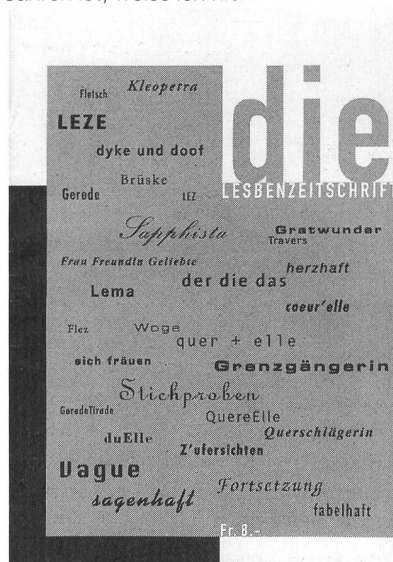 Kleopetra
Fletsch
LEZE
die
dyke und doof
Brüske
LESBENZEITSCHRIFT
Gerede
LEZ
Sapphista
Gratwunder
Travers
Frau Freundin Geliebte
herzhaft
der die das
Lema
coeur'elle
Flez
Woge
quer + elle
sich fräuen
Grenzgängerin
Stichproben
GeredeTirade
QuereElle
duElle
Querschlägerin
Z'ufersichten
Vague
Fortsetzung
sagenhaft
fabelhaft
Fr. 8.-